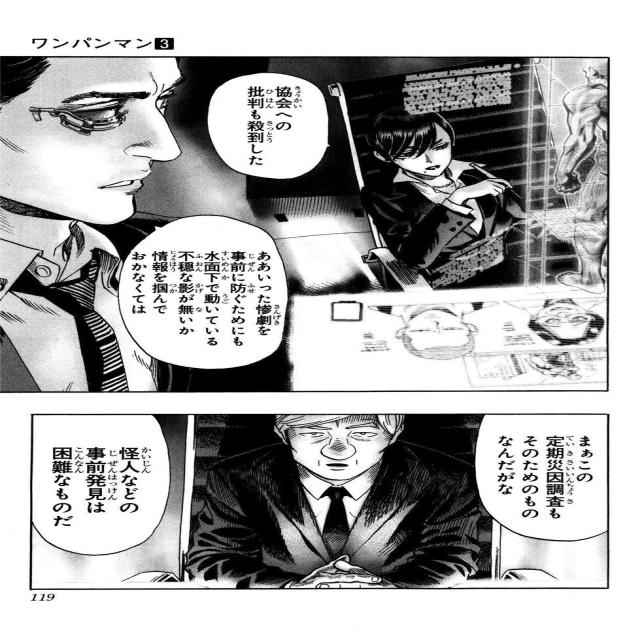 ワンパンマン3
協会への
批判も殺到した
ああいった惨劇を
事前に防ぐためにも
水面下で動いている
不穏な影が無いか
情報を掴んで
おかなくては
まぁこの
定期災因調査も
そのためのもの
なんだがな
怪人などの
事前発見は
困難なものだ
119